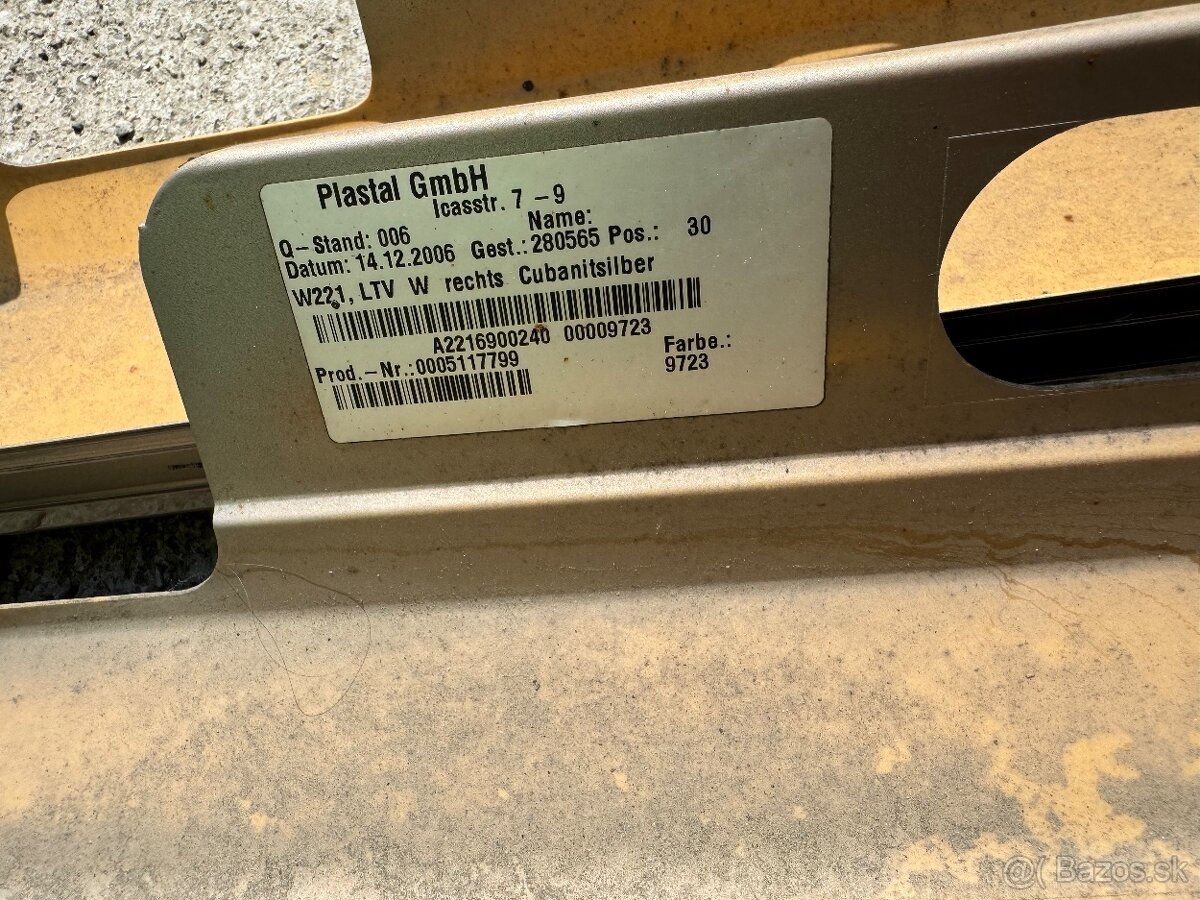 Plastal GmbH
Icasstr. 7 -9
Q-Stand: 006 Name:
Datum: 14.12.2006 Gest.: 280565 Pos.: 30
W221, LTV W rechts Cubanitsilber
A2216900240 00009723
Prod.-Nr.:0005117799 Farbe.:
9723
@( Bazos.sk